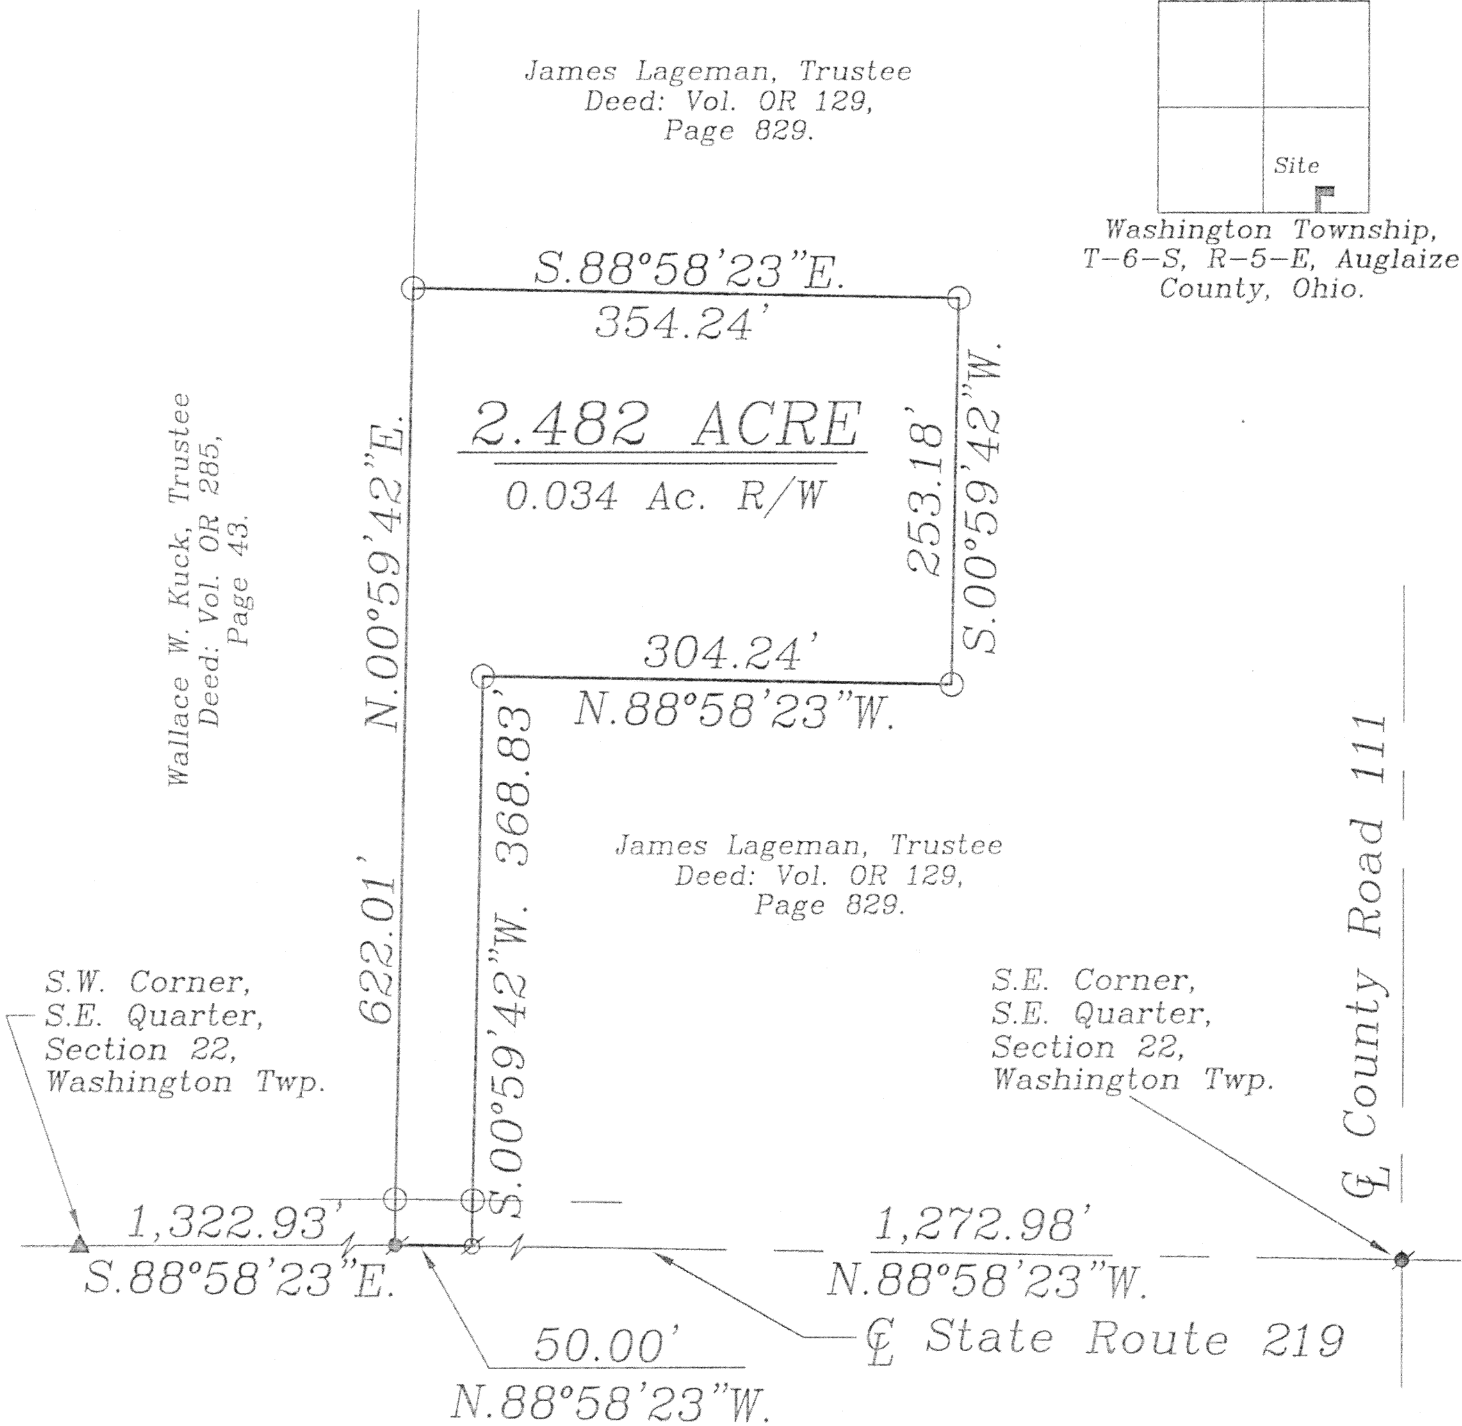 James Lageman, Trustee
Deed: Vol. OR 129,
Page 829.
Site
Washington Township,
T-6-S, R-5-E, Auglaize
County, Ohio.
S.88°58'23"E.
354.24'
2.482 ACRE
0.034 Ac. R/W
N.00°59'42"E.
622.01'
253.18'
S.00°59'42"W.
Wallace W. Kuck, Trustee
Deed: Vol. OR 285,
Page 43.
304.24'
N.88°58'23"W.
S.00°59'42"W. 368.83'
James Lageman, Trustee
Deed: Vol. OR 129,
Page 829.
℄ County Road 111
S.W. Corner,
S.E. Quarter,
Section 22,
Washington Twp.
S.E. Corner,
S.E. Quarter,
Section 22,
Washington Twp.
1,322.93'
S.88°58'23"E.
1,272.98'
N.88°58'23"W.
℄ State Route 219
50.00'
N.88°58'23"W.